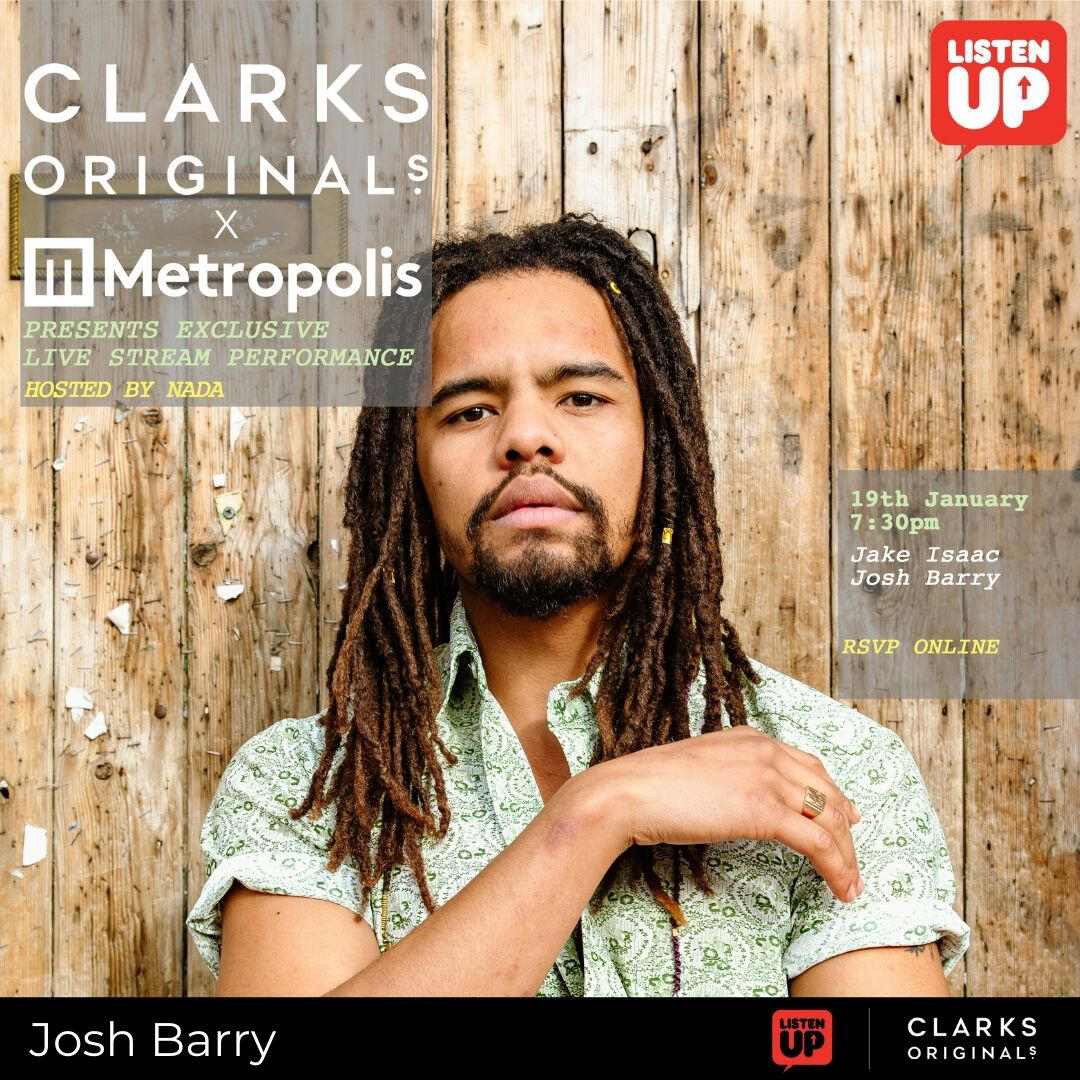 CLARKS
ORIGINALS
X
Metropolis
PRESENTS EXCLUSIVE
LIVE STREAM PERFORMANCE
HOSTED BY NADA
LISTEN
UP
19th January
7:30pm
Jake Isaac
Josh Barry
RSVP ONLINE
Josh Barry
LISTEN
UP
CLARKS
ORIGINALS